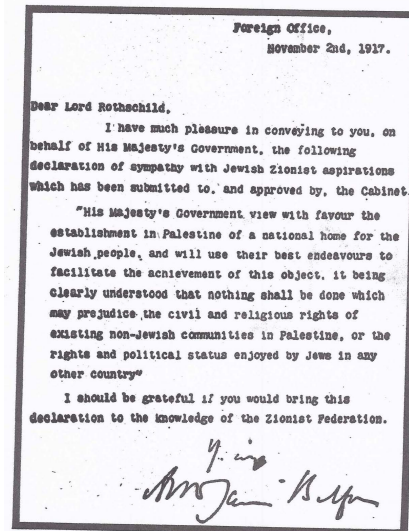 Foreign Office,
November 2nd, 1917.
Dear Lord Rothschild,
I have much pleasure in conveying to you, on
behalf of His Majesty's Government, the following
declaration of sympathy with Jewish Zionist aspirations
which has been submitted to, and approved by, the Cabinet
"His Majesty's Government view with favour the
establishment in Palestine of a national home for the
Jewish people, and will use their best endeavours to
facilitate the achievement of this object, it being
clearly understood that nothing shall be done which
may prejudice the civil and religious rights of
existing non-Jewish communities in Palestine, or the
rights and political status enjoyed by Jews in any
other country"
I should be grateful if you would bring this
declaration to the knowledge of the Zionist Federation.